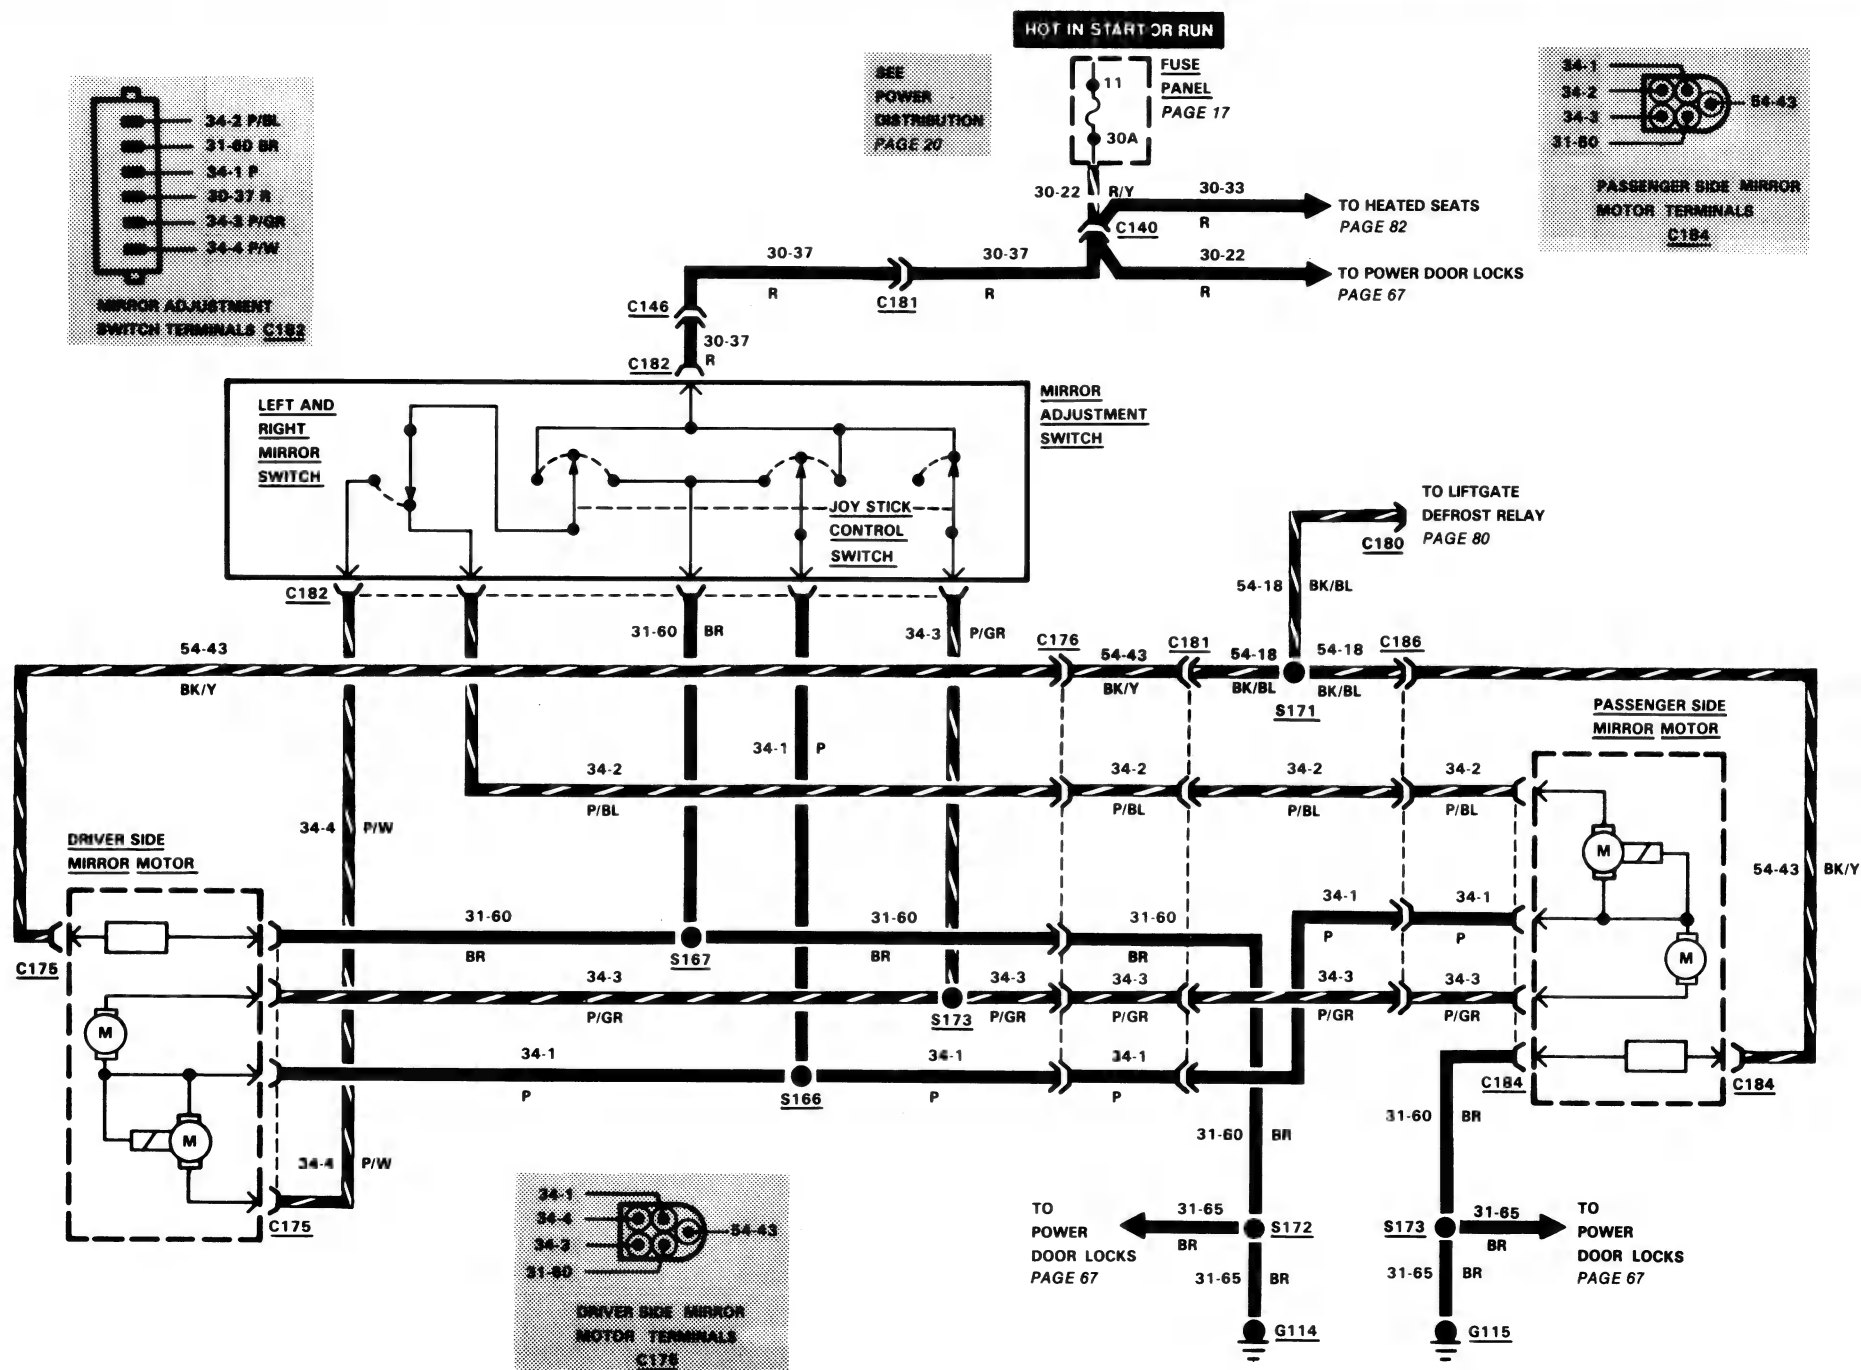 HOT IN START OR RUN
SEE
POWER
DISTRIBUTION
PAGE 20
11
30A
FUSE
PANEL
PAGE 17
34-1
34-2
34-3
31-60
54-43
PASSENGER SIDE MIRROR
MOTOR TERMINALS
C184
34-2 P/BL
31-60 BR
34-1 P
30-37 R
34-3 P/GR
34-4 P/W
MIRROR ADJUSTMENT
SWITCH TERMINALS C182
30-22
R/Y
30-33
R
TO HEATED SEATS
PAGE 82
C140
30-37
R
C181
30-37
R
30-22
R
TO POWER DOOR LOCKS
PAGE 67
C146
30-37
R
C182
LEFT AND
RIGHT
MIRROR
SWITCH
JOY STICK
CONTROL
SWITCH
MIRROR
ADJUSTMENT
SWITCH
TO LIFTGATE
DEFROST RELAY
PAGE 80
C180
54-18
BK/BL
C182
31-60
BR
34-3
P/GR
54-43
BK/Y
C176
54-43
BK/Y
C181
54-18
BK/BL
S171
54-18
BK/BL
C186
PASSENGER SIDE
MIRROR MOTOR
34-1
P
34-2
P/BL
34-2
P/BL
34-2
P/BL
34-2
P/BL
34-4
P/W
DRIVER SIDE
MIRROR MOTOR
M
54-43
BK/Y
34-1
P
34-1
P
31-60
BR
S167
31-60
BR
31-60
BR
C175
M
34-3
P/GR
S173
34-3
P/GR
34-3
P/GR
34-3
P/GR
34-3
P/GR
M
34-1
P
S166
34-1
P
34-1
P
C184
C184
M
34-4
P/W
31-60
BR
31-60
BR
C175
34-1
34-4
34-3
31-60
54-43
DRIVER SIDE MIRROR
MOTOR TERMINALS
TO
POWER
DOOR LOCKS
PAGE 67
31-65
BR
S172
31-65
BR
G114
S173
31-65
BR
TO
POWER
DOOR LOCKS
PAGE 67
31-65
BR
G115